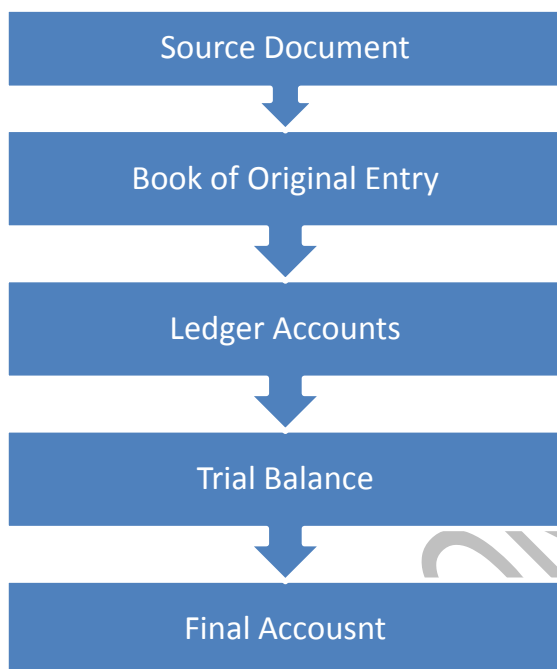 Source Document
Book of Original Entry
Ledger Accounts
Trial Balance
Final Accousnt